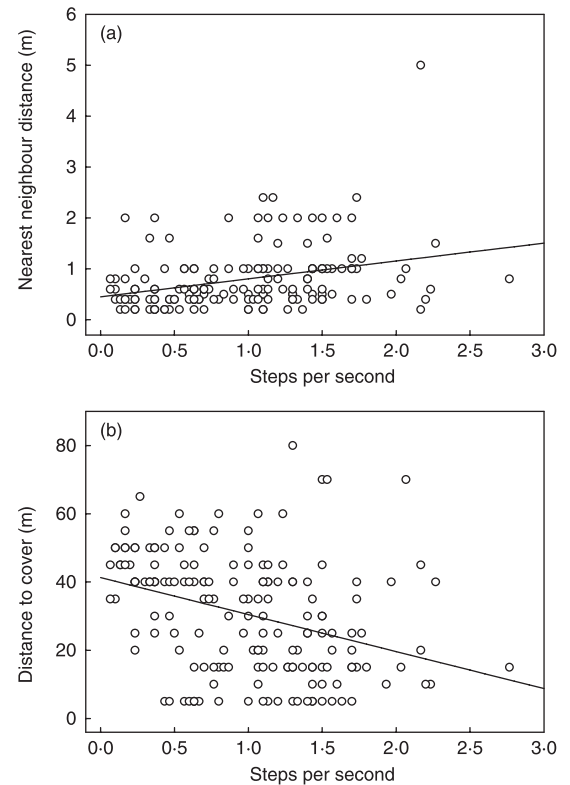 (a)
Nearest neighbour distance (m)
6
5
4
3
2
1
0
0·0 0·5 1·0 1·5 2·0 2·5 3·0
Steps per second
(b)
Distance to cover (m)
80
60
40
20
0
0·0 0·5 1·0 1·5 2·0 2·5 3·0
Steps per second